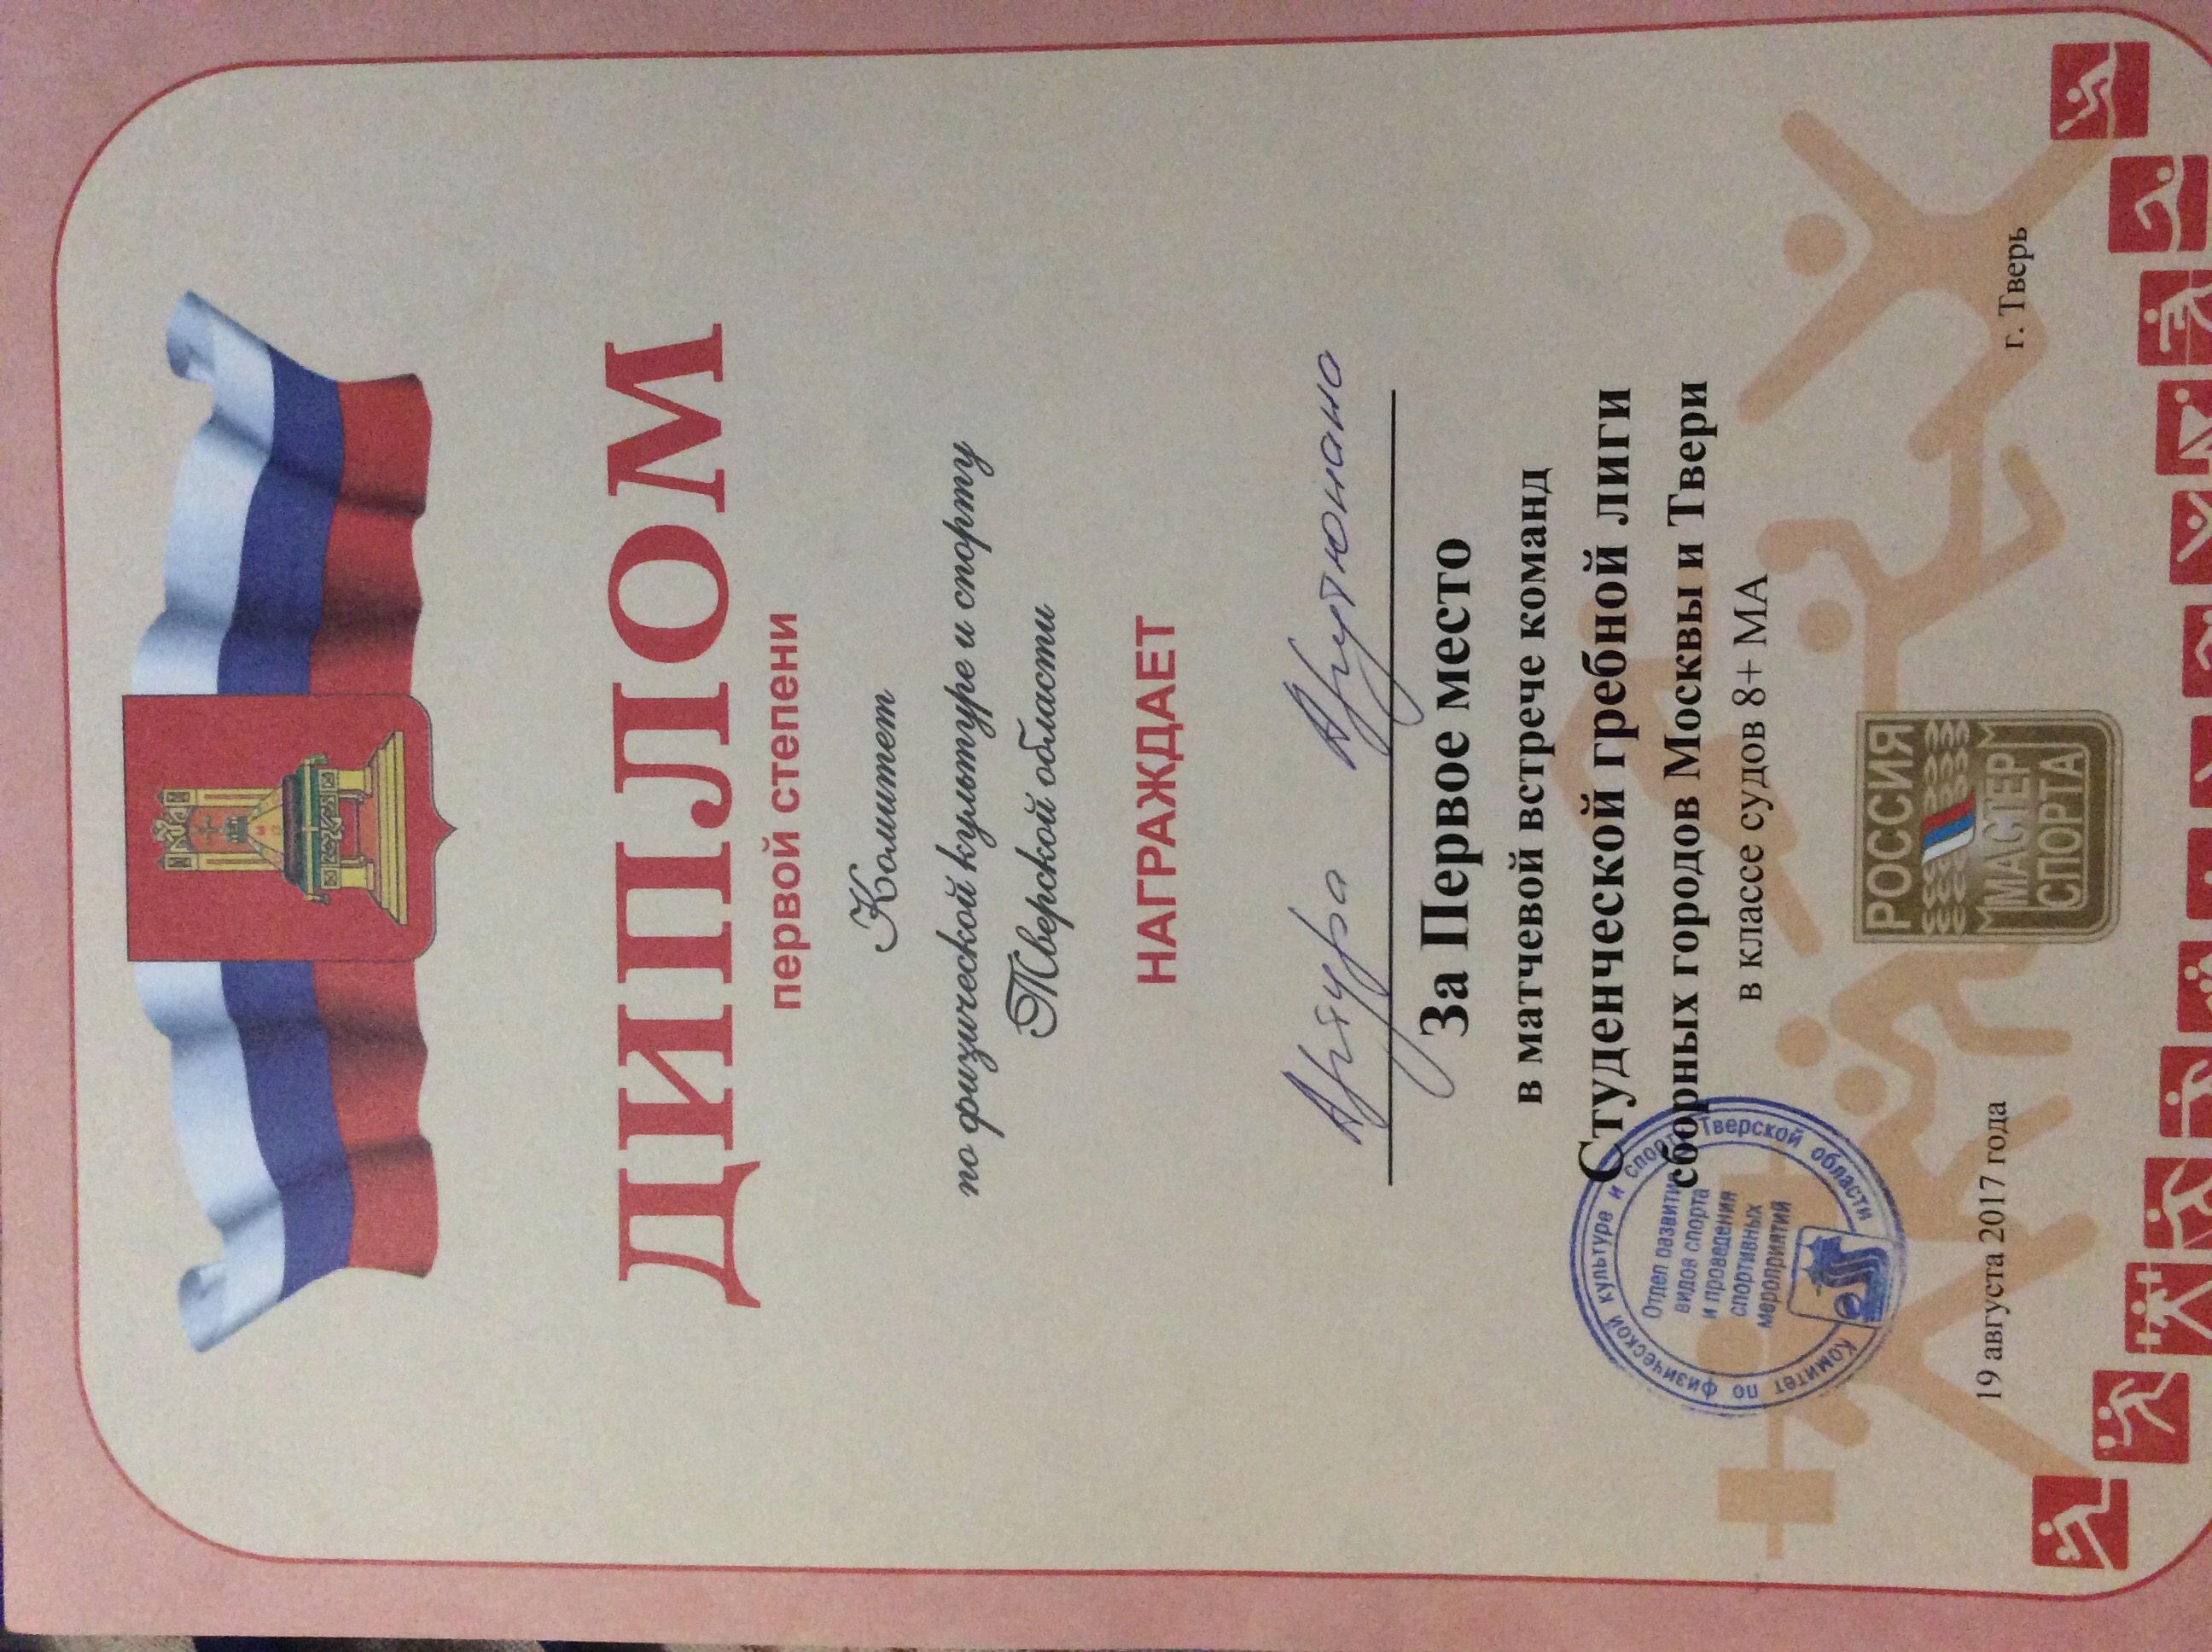 ДИПЛОМ
первой степени
Комитет
по физической культуре и спорту
Тверской области
НАГРАЖДАЕТ
Артура Арутюнана
За Первое место
в матчевой встрече команд
Студенческой гребной лиги
сборных городов Москвы и Твери
в классе судов 8+ МА
Комитет по физической культуре и спорту Тверской области
Отдел развития
видов спорта
и проведения
спортивных
мероприятий
РОССИЯ
МАСТЕР
СПОРТА
19 августа 2017 года г. Тверь